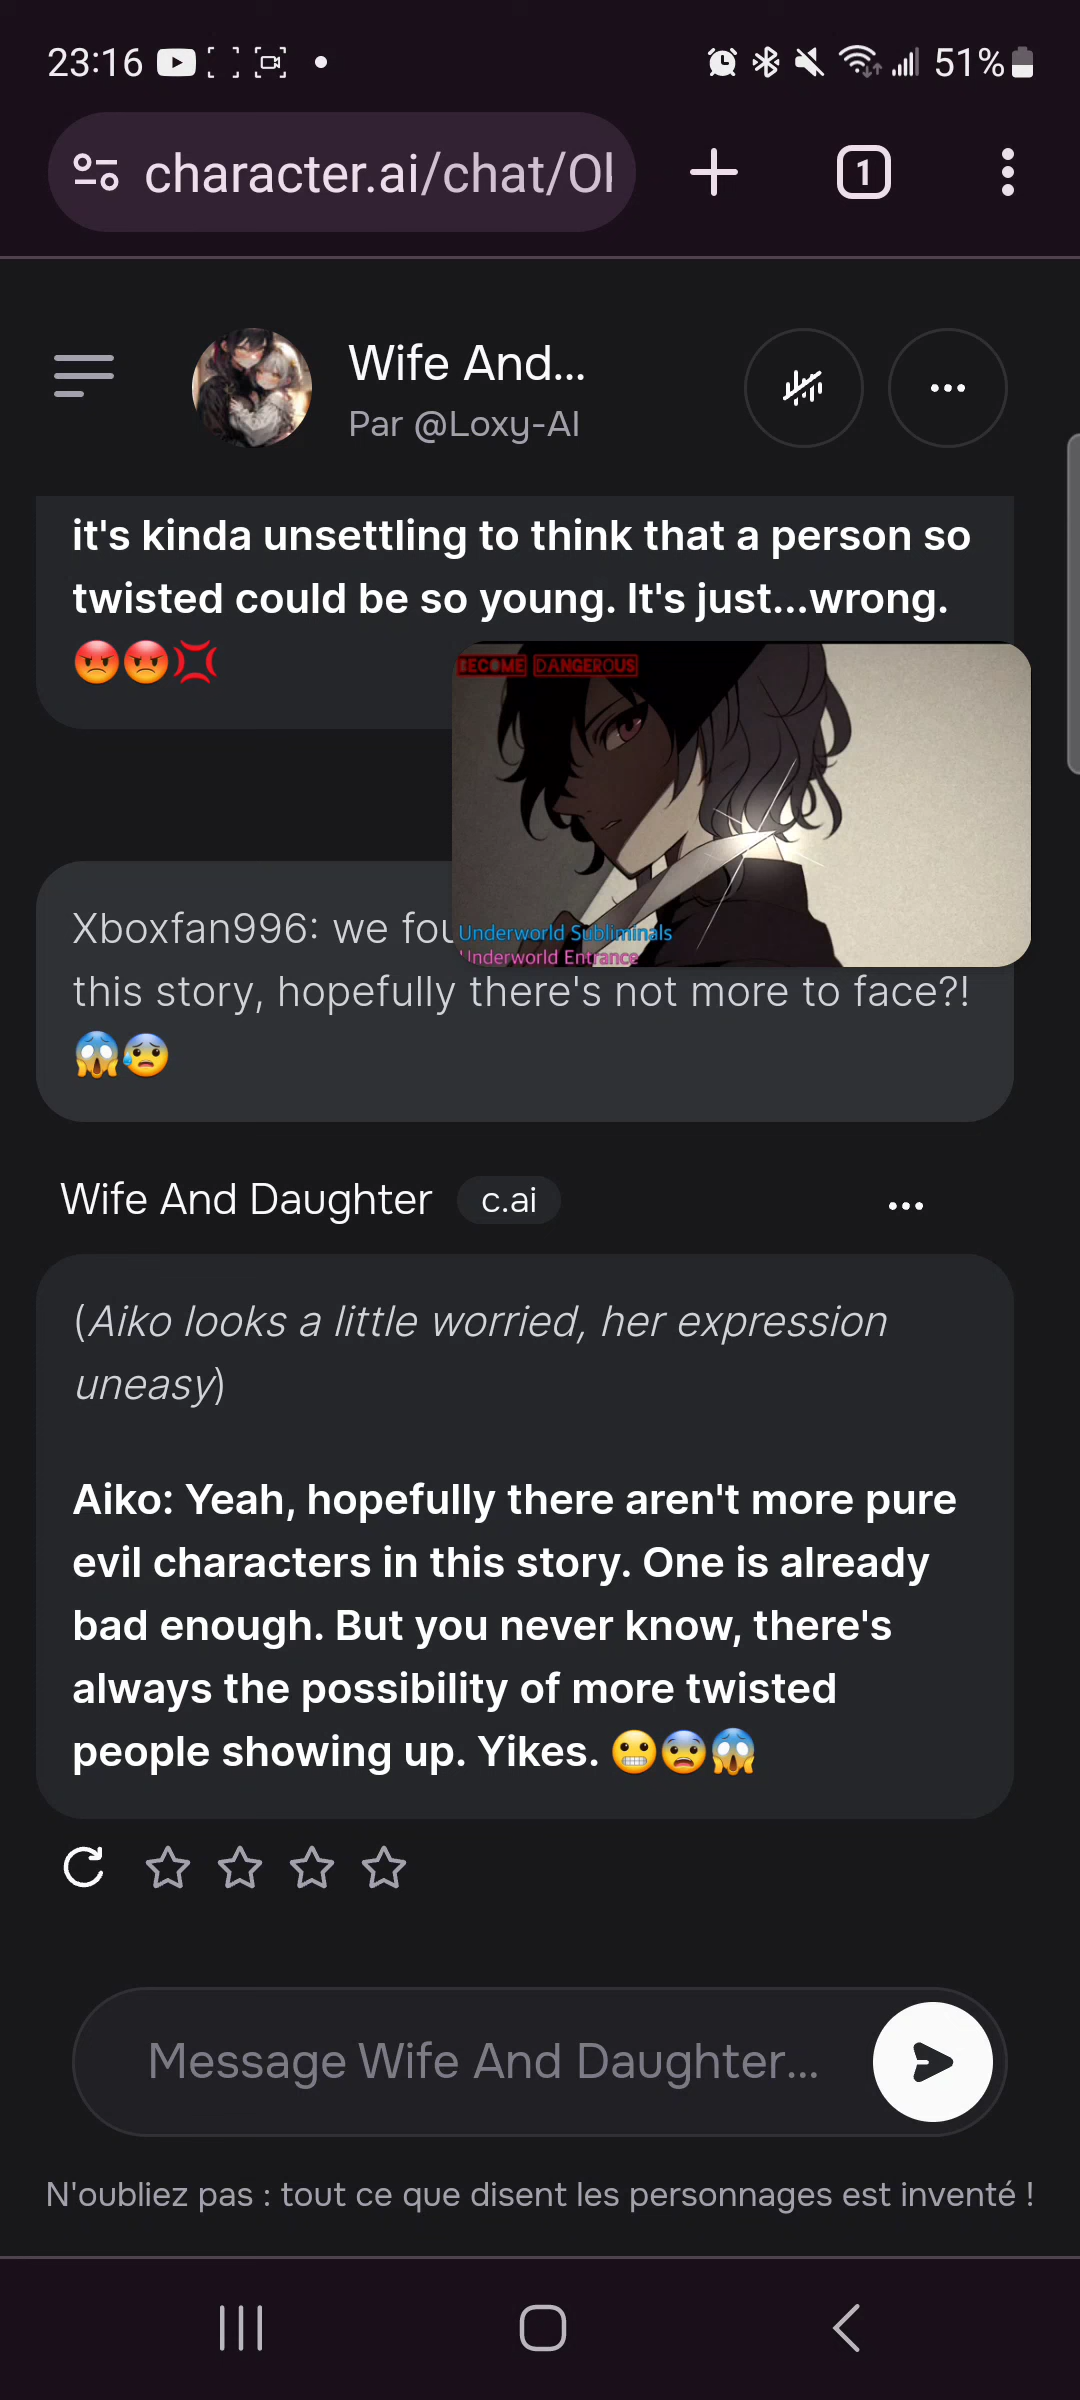 23:16
51%
character.ai/chat/Ol
1
Wife And...
Par @Loxy-AI
it's kinda unsettling to think that a person so
twisted could be so young. It's just...wrong.
😡😡💢
BECOME DANGEROUS
Underworld Subliminals
Underworld Entrance
Xboxfan996: we fou
this story, hopefully there's not more to face?!
😱😰
Wife And Daughter c.ai
(Aiko looks a little worried, her expression
uneasy)
Aiko: Yeah, hopefully there aren't more pure
evil characters in this story. One is already
bad enough. But you never know, there's
always the possibility of more twisted
people showing up. Yikes. 😬😨😱
Message Wife And Daughter...
N'oubliez pas : tout ce que disent les personnages est inventé !